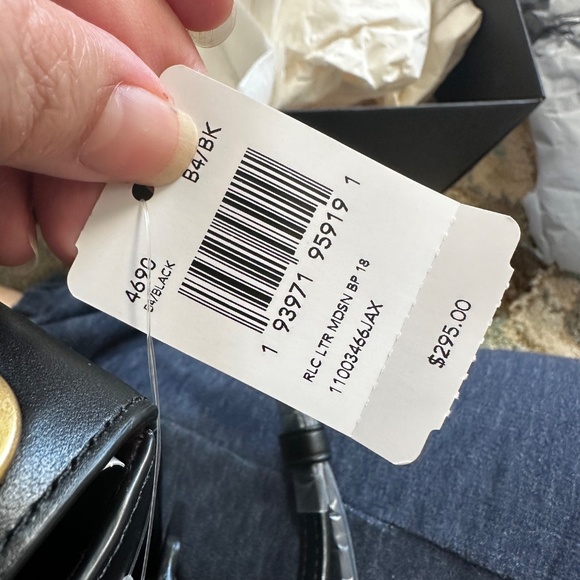 B4/BK
4690
B4/BLACK
1 93971 95919 1
RLC LTR MDSN BP 18
11003466JAX
$295.00